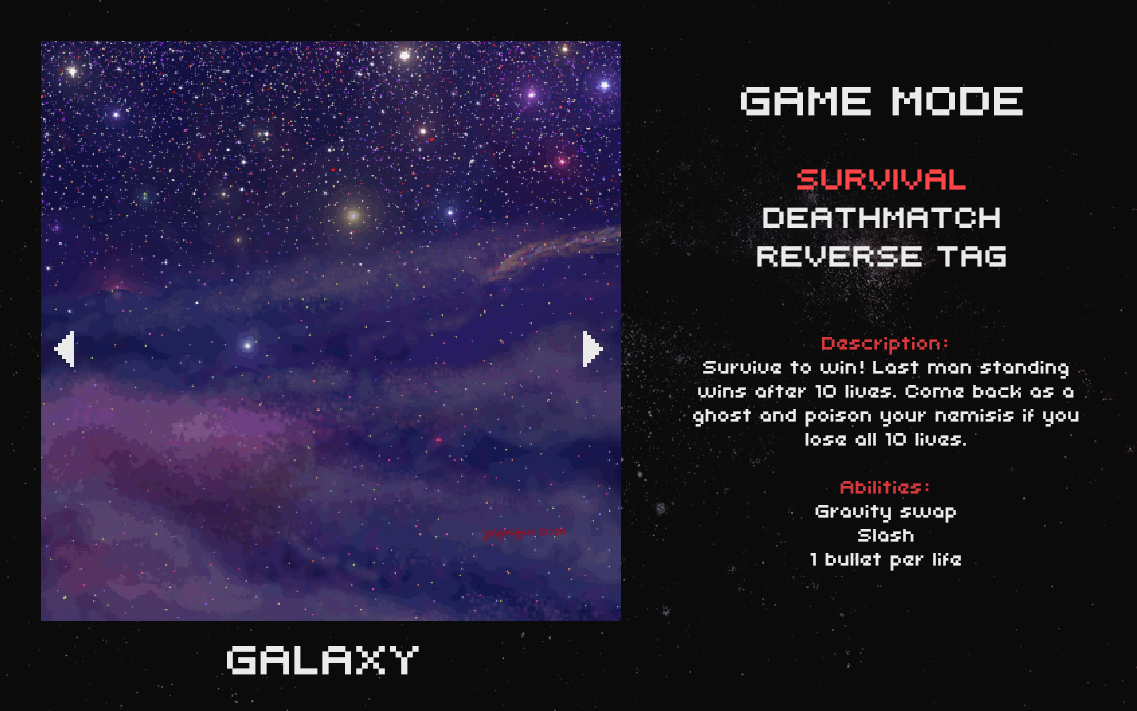 GAME MODE
SURVIVAL
DEATHMATCH
REVERSE TAG
Description:
Survive to win! Last man standing
wins after 10 lives. Come back as a
ghost and poison your nemisis if you
lose all 10 lives.
Abilities:
Gravity swap
Slash
1 bullet per life
GALAXY